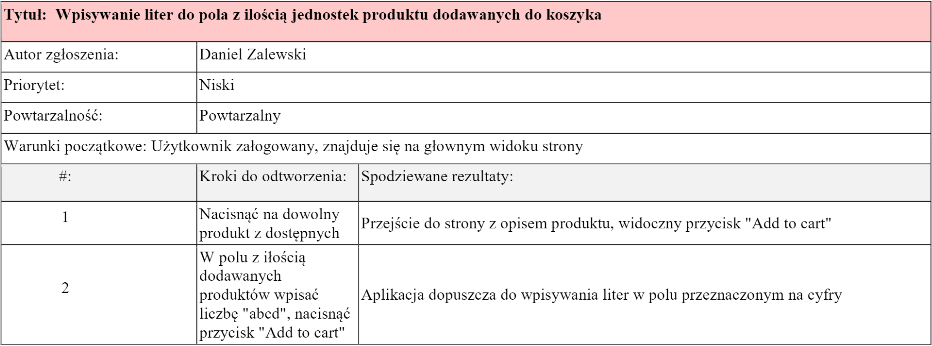 Tytuł: Wpisywanie liter do pola z ilością jednostek produktu dodawanych do koszyka
Autor zgłoszenia: Daniel Zalewski
Priorytet: Niski
Powtarzalność: Powtarzalny
Warunki początkowe: Użytkownik załogowany, znajduje się na głownym widoku strony
#: Kroki do odtworzenia: Spodziewane rezultaty:
1
Nacisnąć na dowolny
produkt z dostępnych
Przejście do strony z opisem produktu, widoczny przycisk "Add to cart"
2
W polu z iłością
dodawanych
produktów wpisać
liczbę "abcd", nacisnąć
przycisk "Add to cart"
Aplikacja dopuszcza do wpisywania liter w polu przeznaczonym na cyfry